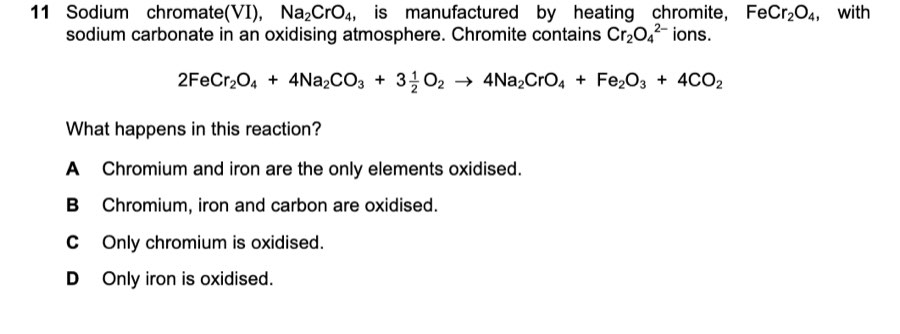 11 Sodium chromate(VI), Na₂CrO₄, is manufactured by heating chromite, FeCr₂O₄, with
sodium carbonate in an oxidising atmosphere. Chromite contains Cr₂O₄²⁻ ions.
2FeCr₂O₄ + 4Na₂CO₃ + 3½O₂ → 4Na₂CrO₄ + Fe₂O₃ + 4CO₂
What happens in this reaction?
A Chromium and iron are the only elements oxidised.
B Chromium, iron and carbon are oxidised.
C Only chromium is oxidised.
D Only iron is oxidised.